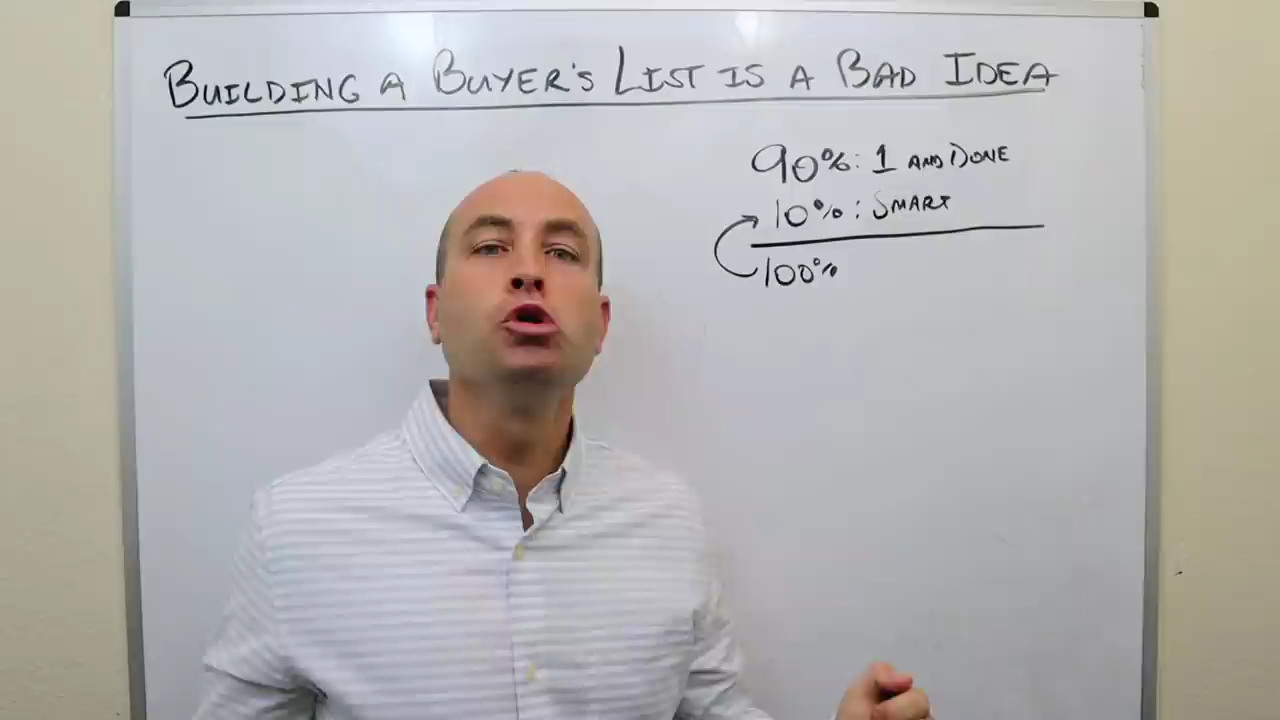 BUILDING A BUYER'S LIST IS A BAD IDEA
90%: 1 AND DONE
10%: SMART
100%